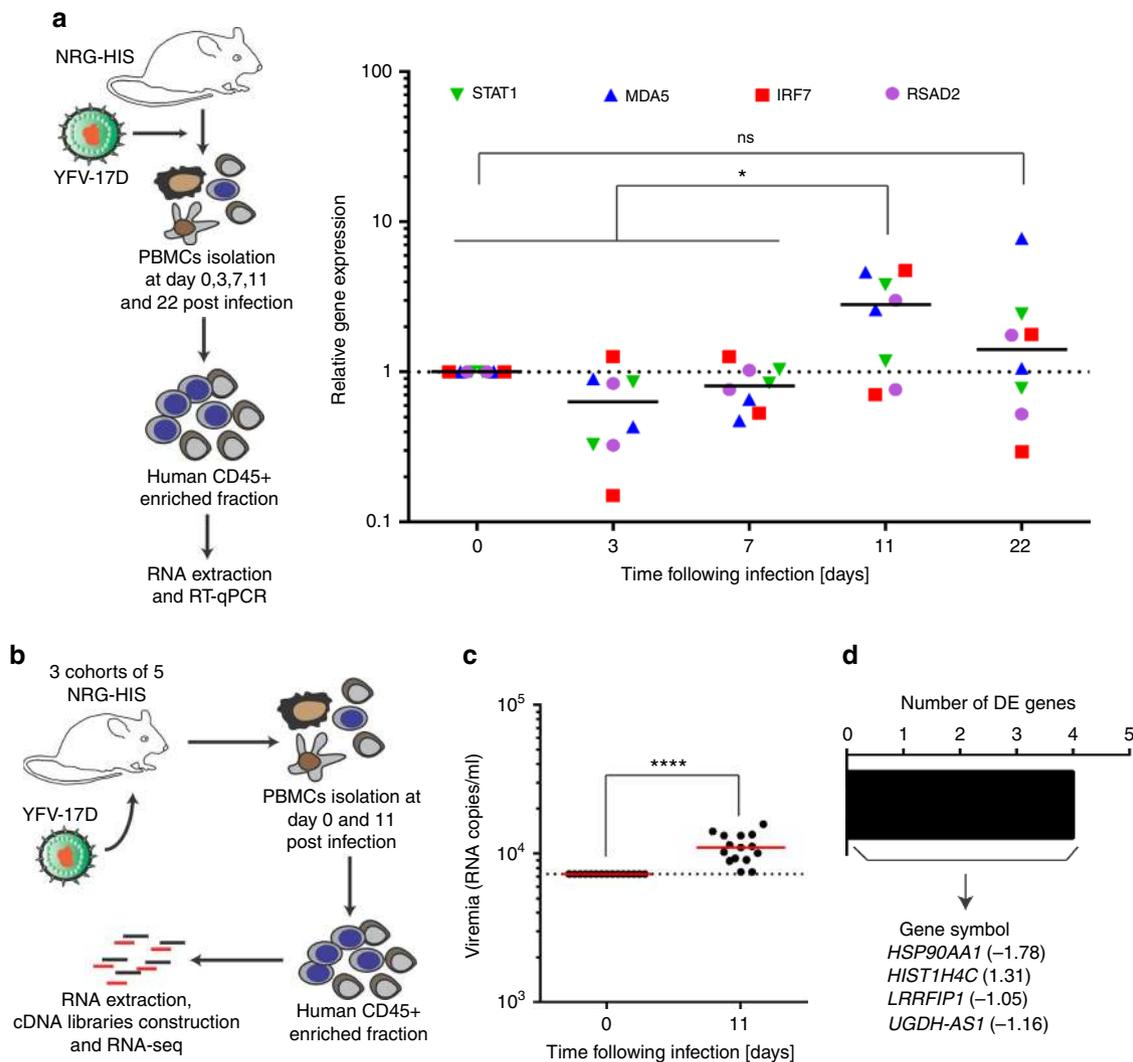 a
NRG-HIS
YFV-17D
PBMCs isolation
at day 0,3,7,11
and 22 post infection
Human CD45+
enriched fraction
RNA extraction
and RT-qPCR
Relative gene expression
100
10
1
0.1
STAT1
MDA5
IRF7
RSAD2
ns
*
0
3
7
11
22
Time following infection [days]
b
3 cohorts of 5
NRG-HIS
YFV-17D
PBMCs isolation at
day 0 and 11
post infection
Human CD45+
enriched fraction
RNA extraction,
cDNA libraries construction
and RNA-seq
c
Viremia (RNA copies/ml)
10⁵
10⁴
10³
****
0
11
Time following infection [days]
d
Number of DE genes
0
1
2
3
4
5
Gene symbol
HSP90AA1 (–1.78)
HIST1H4C (1.31)
LRRFIP1 (–1.05)
UGDH-AS1 (–1.16)